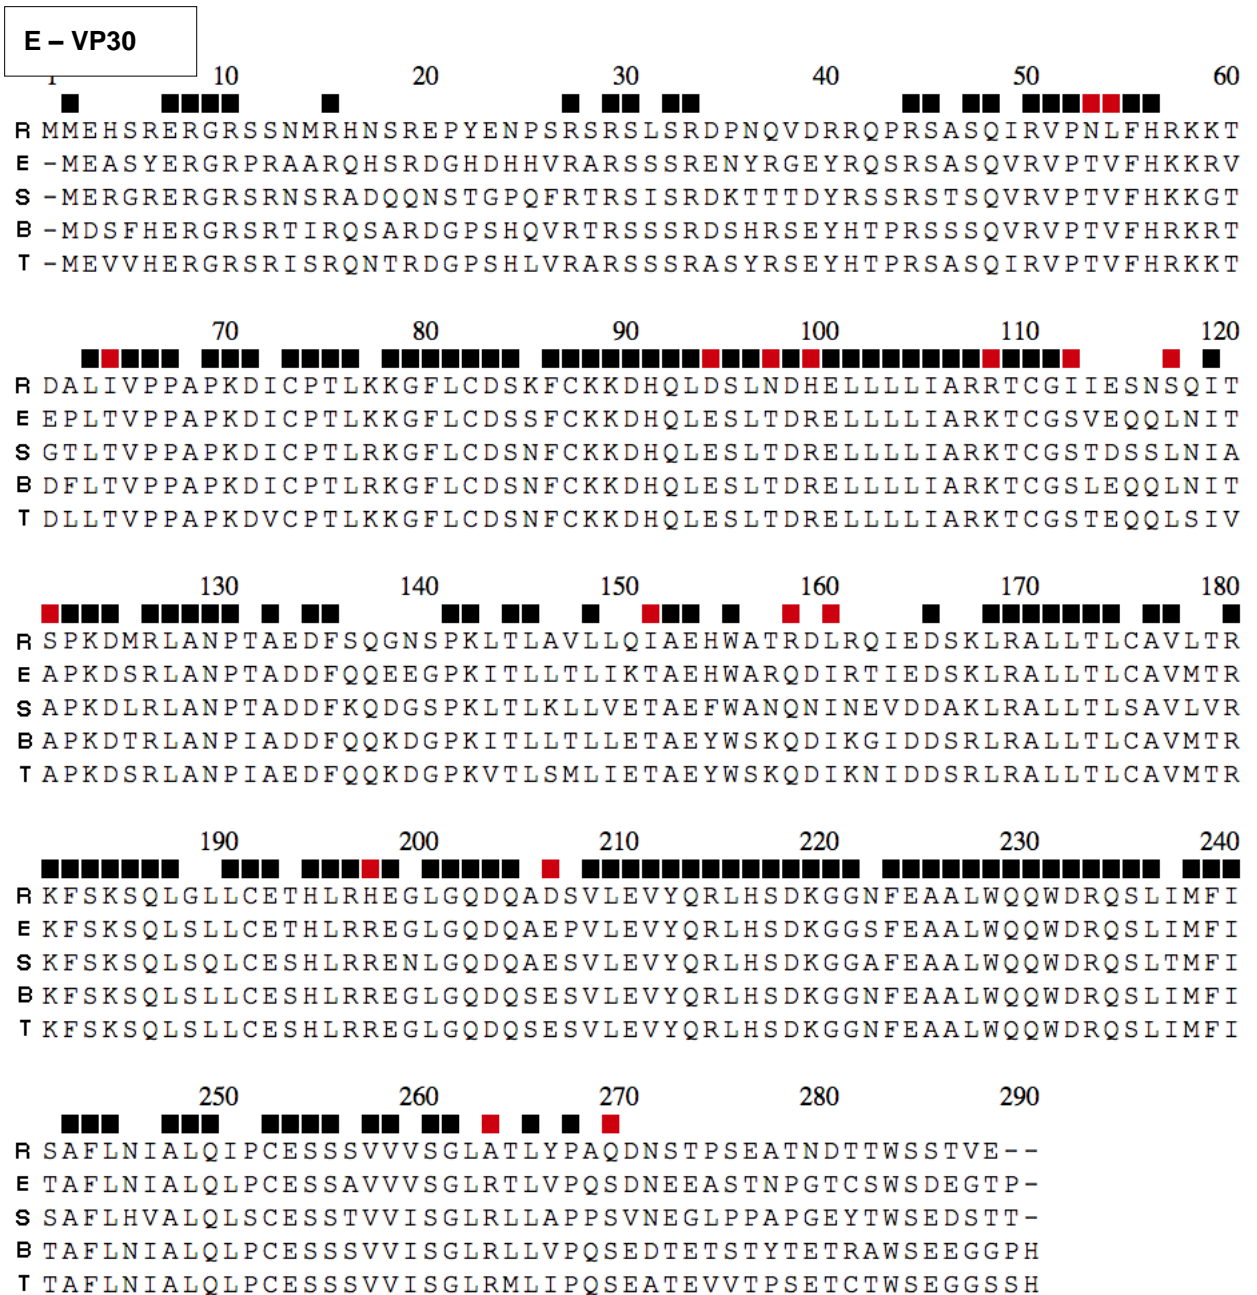 E – VP30
1 10 20 30 40 50 60
R MMEHSRERGRSSNMRHNSREPYENPSRSRSLSRDPNQVDRRQPRSASQIRVPNLFHRKKT
E -MEASYERGRPRAARQHSRDGHDHHVRARSSSRENYRGEYRQSRSASQVRVPTVFHKKRV
S -MERGRERGRSRNSRADQQNSTGPQFRTRSISRDKTTTDYRSSRSTSQVRVPTVFHKKGT
B -MDSFHERGRSRTIRQSARDGPSHQVRTRSSSRDSHRSEYHTPRSSSQVRVPTVFHRKRT
T -MEVVHERGRSRISRQNTRDGPSHLVRARSSSRASYRSEYHTPRSASQIRVPTVFHRKKT
70 80 90 100 110 120
R DALIVPPAPKDICPTLKKGFLCDSKFCKKDHQLDSLNDHELLLLIARRTCGIIESNSQIT
E EPLTVPPAPKDICPTLKKGFLCDSSFCKKDHQLESLTDRELLLLIARKTCGSVEQQLNIT
S GTLTVPPAPKDICPTLRKGFLCDSNFCKKDHQLESLTDRELLLLIARKTCGSTDSSLNIA
B DFLTVPPAPKDICPTLRKGFLCDSNFCKKDHQLESLTDRELLLLIARKTCGSLEQQLNIT
T DLLTVPPAPKDVCPTLKKGFLCDSNFCKKDHQLESLTDRELLLLIARKTCGSTEQQLSIV
130 140 150 160 170 180
R SPKDMRLANPTAEDFSQGNSPKLTLAVLLQIAEHWATRDLRQIEDSKLRALLTLCAVLTR
E APKDSRLANPTADDFQQEEGPKITLLTLIKTAEHWARQDIRTIEDSKLRALLTLCAVMTR
S APKDLRLANPTADDFKQDGSPKLTLKLLVETAEFWANQNINEVDDAKLRALLTLSAVLVR
B APKDTRLANPIADDFQQKDGPKITLLTLLETAEYWSKQDIKGIDDSRLRALLTLCAVMTR
T APKDSRLANPIAEDFQQKDGPKVTLSMLIETAEYWSKQDIKNIDDSRLRALLTLCAVMTR
190 200 210 220 230 240
R KFSKSQLGLLCETHLRHEGLGQDQADSVLEVYQRLHSDKGGNFEAALWQQWDRQSLIMFI
E KFSKSQLSLLCETHLRREGLGQDQAEPVLEVYQRLHSDKGGSFEAALWQQWDRQSLIMFI
S KFSKSQLSQLCESHLRRENLGQDQAESVLEVYQRLHSDKGGAFEAALWQQWDRQSLTMFI
B KFSKSQLSLLCESHLRREGLGQDQSESVLEVYQRLHSDKGGNFEAALWQQWDRQSLIMFI
T KFSKSQLSLLCESHLRREGLGQDQSESVLEVYQRLHSDKGGNFEAALWQQWDRQSLIMFI
250 260 270 280 290
R SAFLNIALQIPCESSSVVVSGLATLYPAQDNSTPSEATNDTTWSSTVE--
E TAFLNIALQLPCESSAVVVSGLRTLVPQSDNEEASTNPGTCSWSDEGTP-
S SAFLHVALQLSCESSTVVISGLRLLAPPSVNEGLPPAPGEYTWSEDSTT-
B TAFLNIALQLPCESSSVVISGLRLLVPQSEDTETSTYTETRAWSEEGGPH
T TAFLNIALQLPCESSSVVISGLRMLIPQSEATEVVTPSETCTWSEGGSSH